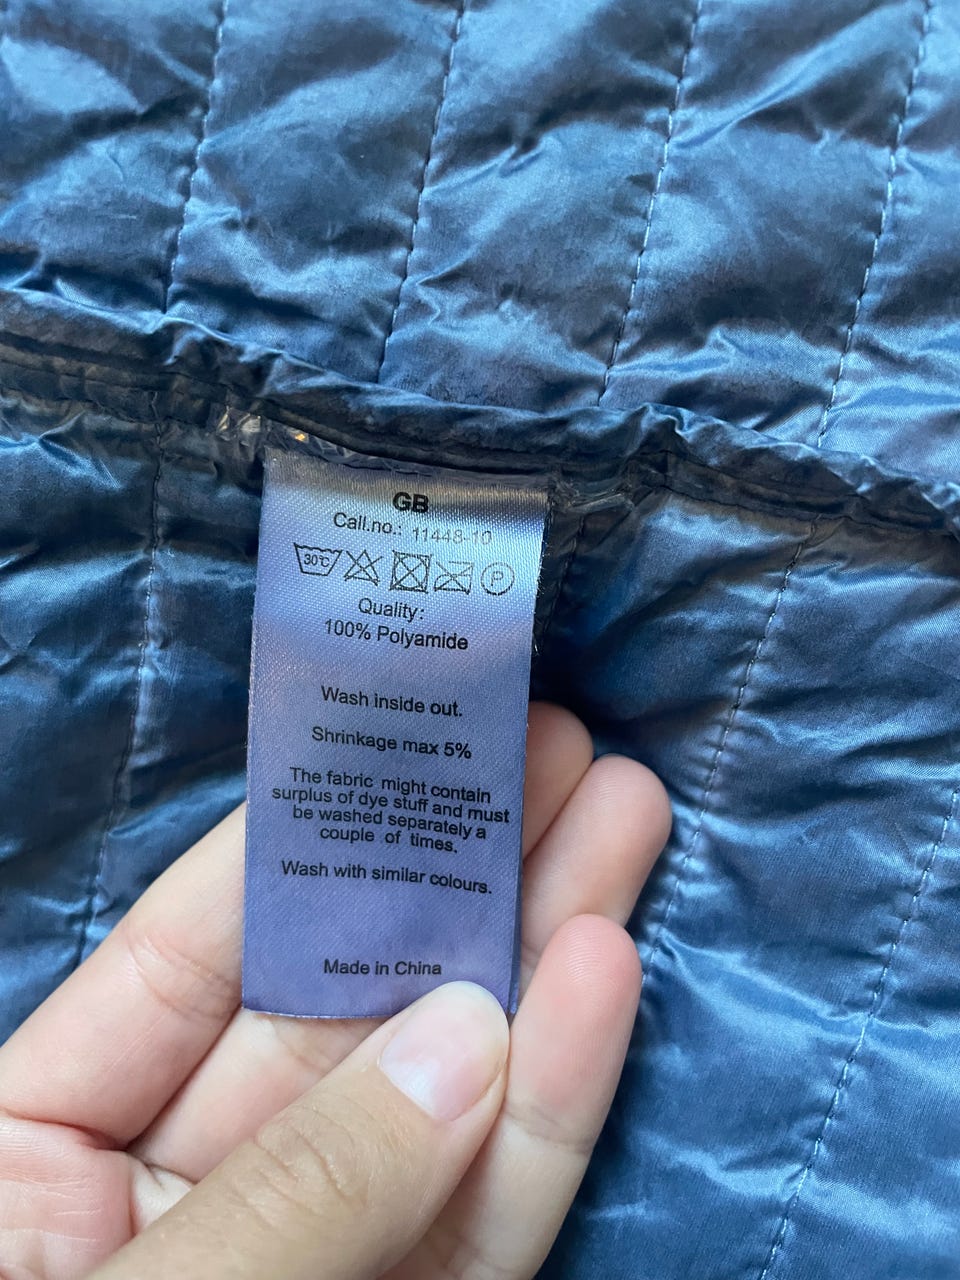 GB
Call.no.: 11448-10
30°C P
Quality:
100% Polyamide
Wash inside out.
Shrinkage max 5%
The fabric might contain
surplus of dye stuff and must
be washed separately a
couple of times.
Wash with similar colours.
Made in China